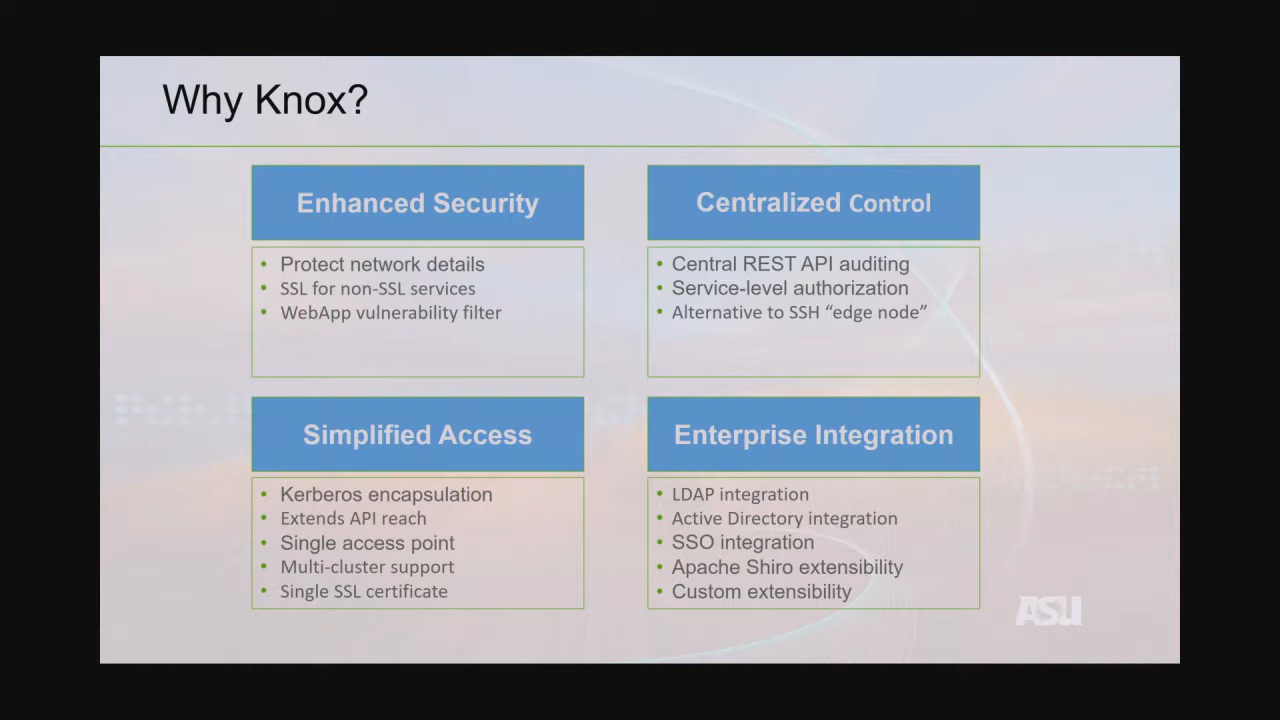 Why Knox?
Enhanced Security
• Protect network details
• SSL for non-SSL services
• WebApp vulnerability filter
Centralized Control
• Central REST API auditing
• Service-level authorization
• Alternative to SSH “edge node”
Simplified Access
• Kerberos encapsulation
• Extends API reach
• Single access point
• Multi-cluster support
• Single SSL certificate
Enterprise Integration
• LDAP integration
• Active Directory integration
• SSO integration
• Apache Shiro extensibility
• Custom extensibility
ASU